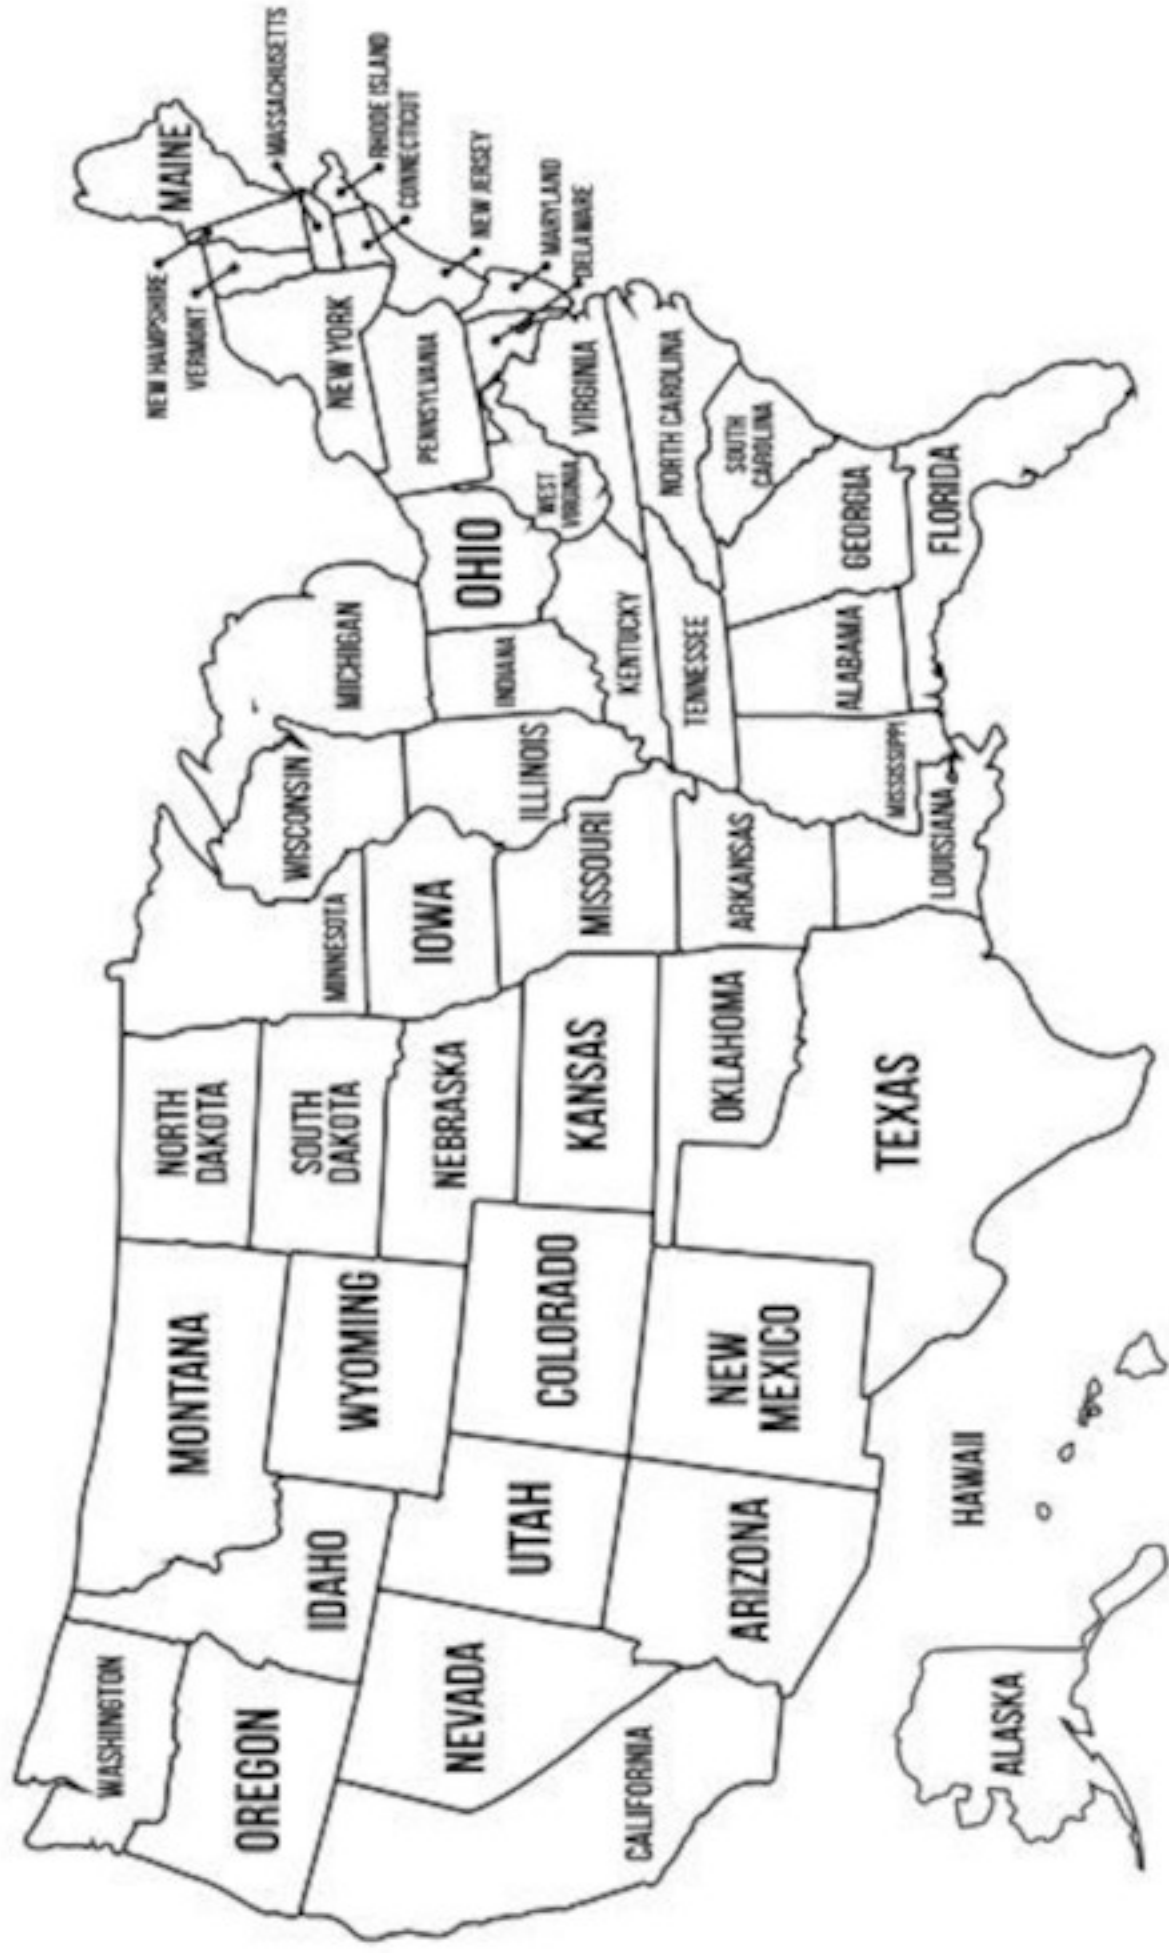 MAINE
MASSACHUSETTS
RHODE ISLAND
CONNECTICUT
NEW JERSEY
MARYLAND
DELAWARE
NEW HAMPSHIRE
VERMONT
NEW YORK
PENNSYLVANIA
VIRGINIA
WEST
VIRGINIA
NORTH CAROLINA
SOUTH
CAROLINA
GEORGIA
FLORIDA
OHIO
MICHIGAN
INDIANA
KENTUCKY
TENNESSEE
ALABAMA
MISSISSIPPI
WISCONSIN
ILLINOIS
MINNESOTA
IOWA
MISSOURI
ARKANSAS
LOUISIANA
NORTH
DAKOTA
SOUTH
DAKOTA
NEBRASKA
KANSAS
OKLAHOMA
TEXAS
MONTANA
WYOMING
COLORADO
NEW
MEXICO
IDAHO
UTAH
ARIZONA
WASHINGTON
OREGON
NEVADA
CALIFORNIA
ALASKA
HAWAII